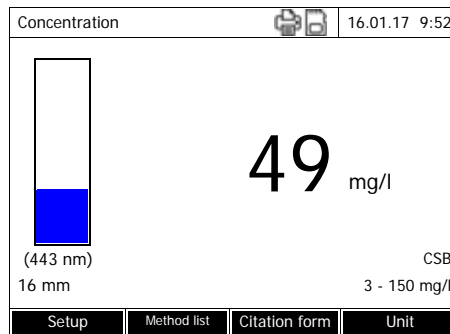 Concentration 16.01.17 9:52
49 mg/l
(443 nm) CSB
16 mm 3 - 150 mg/l
Setup Method list Citation form Unit